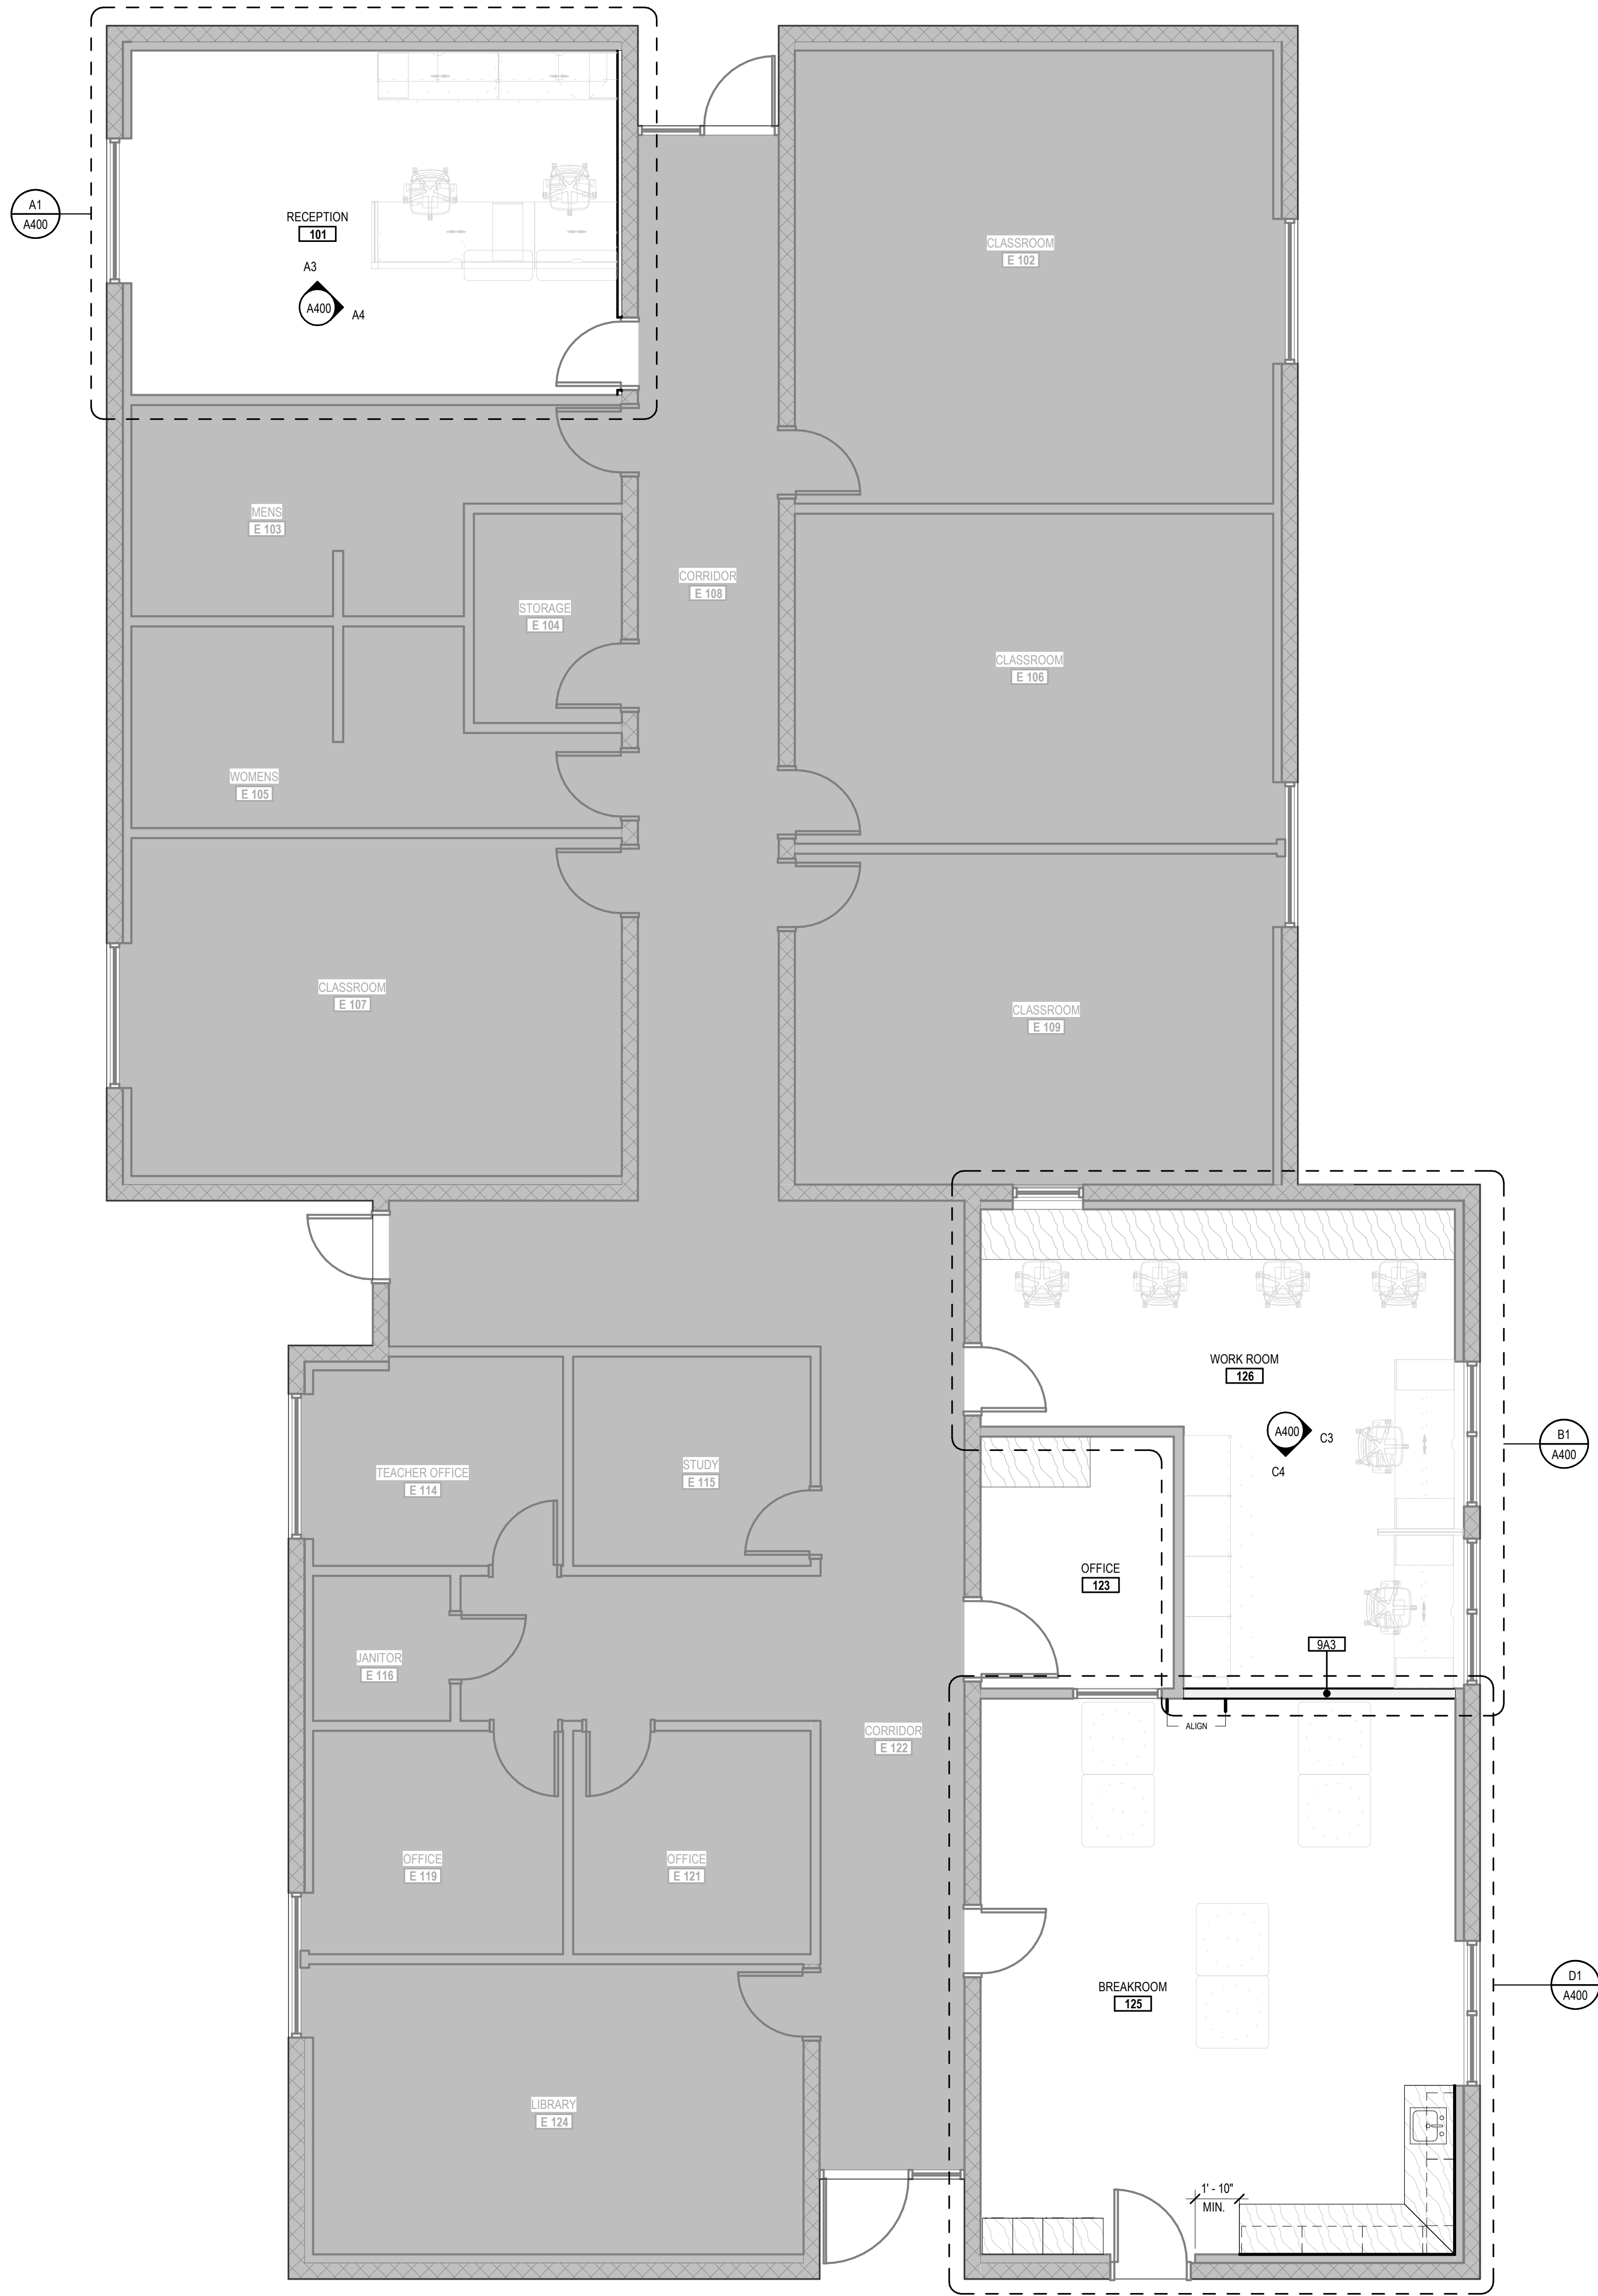 A1
A400
RECEPTION
101
A3
A400
A4
CLASSROOM
E 102
MENS
E 103
STORAGE
E 104
CORRIDOR
E 108
CLASSROOM
E 106
WOMENS
E 105
CLASSROOM
E 107
CLASSROOM
E 109
WORK ROOM
126
A400
C3
C4
B1
A400
TEACHER OFFICE
E 114
STUDY
E 115
OFFICE
123
9A3
JANITOR
E 116
CORRIDOR
E 122
ALIGN
OFFICE
E 119
OFFICE
E 121
BREAKROOM
125
D1
A400
LIBRARY
E 124
1' - 10"
MIN.